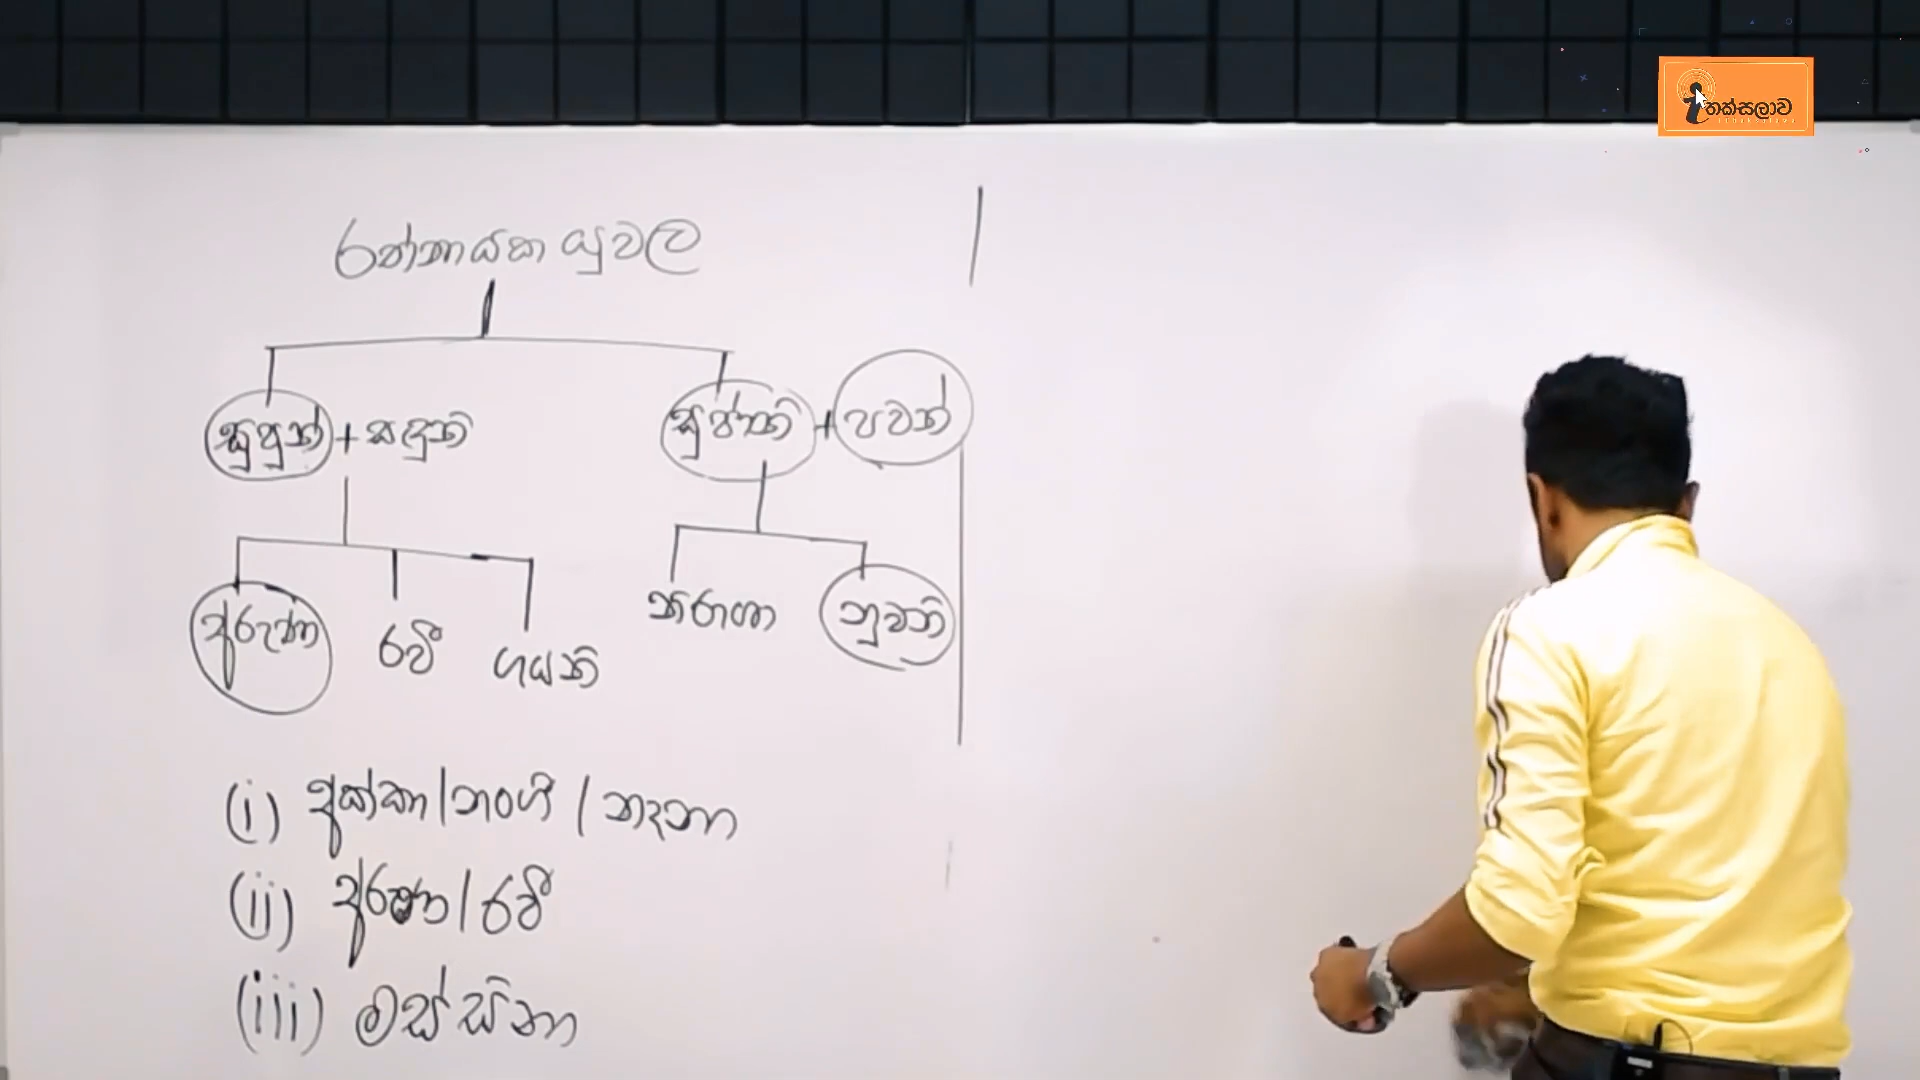 තක්සලාව
රත්නායක යුවල
සුපුන් + සඳුනි සුජානි + පවන්
අරුණ රවී ගයනි නිරාශා නුවනි
(i) අක්කා / නංගී / නෑනා
(ii) අරුණ / රවී
(iii) මස්සිනා